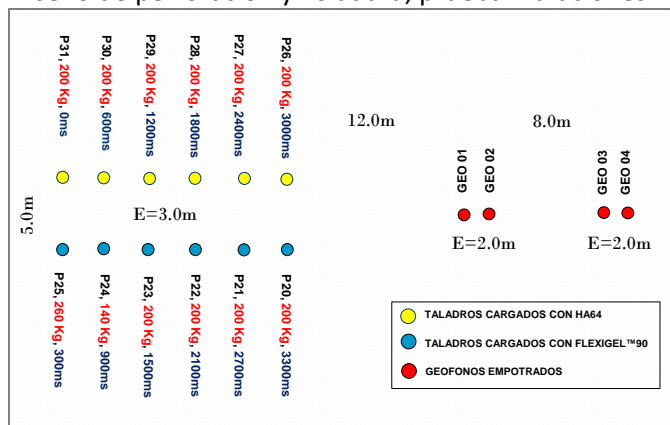 P31, 200 Kg, 0ms
P30, 200 Kg, 600ms
P29, 200 Kg, 1200ms
P28, 200 Kg, 1800ms
P27, 200 Kg, 2400ms
P26, 200 Kg, 3000ms
12.0m
8.0m
GEO 01
GEO 02
GEO 03
GEO 04
5.0m
E=3.0m
E=2.0m
E=2.0m
P25, 260 Kg, 300ms
P24, 140 Kg, 900ms
P23, 200 Kg, 1500ms
P22, 200 Kg, 2100ms
P21, 200 Kg, 2700ms
P20, 200 Kg, 3300ms
TALADROS CARGADOS CON HA64
TALADROS CARGADOS CON FLEXIGEL™90
GEOFONOS EMPOTRADOS